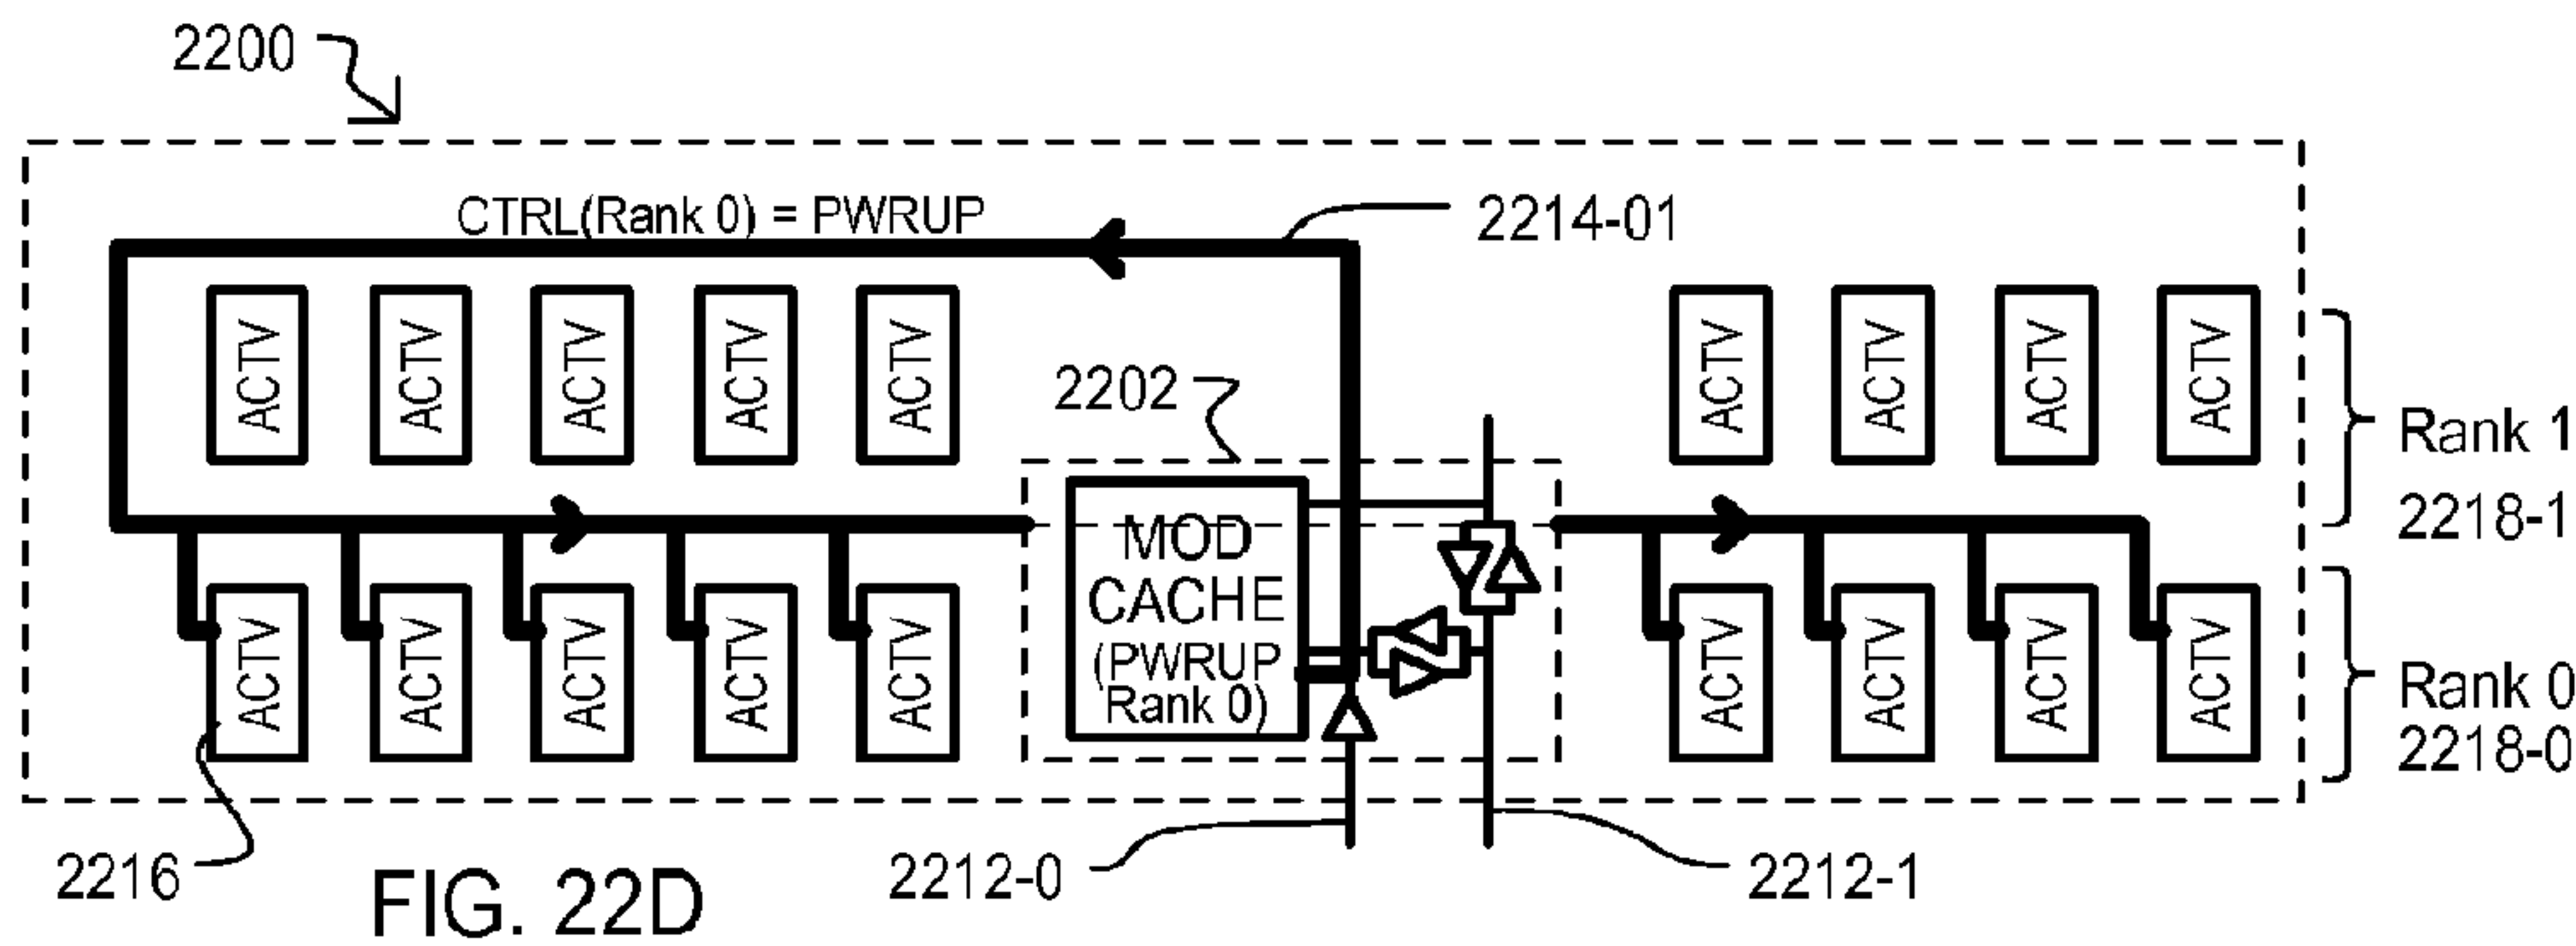 2200
CTRL(Rank 0) = PWRUP
2214-01
ACTV ACTV ACTV ACTV ACTV ACTV ACTV ACTV ACTV
2202
Rank 1
2218-1
MOD
CACHE
(PWRUP
Rank 0)
ACTV ACTV ACTV ACTV ACTV ACTV ACTV ACTV ACTV
Rank 0
2218-0
2216
2212-0
2212-1
FIG. 22D